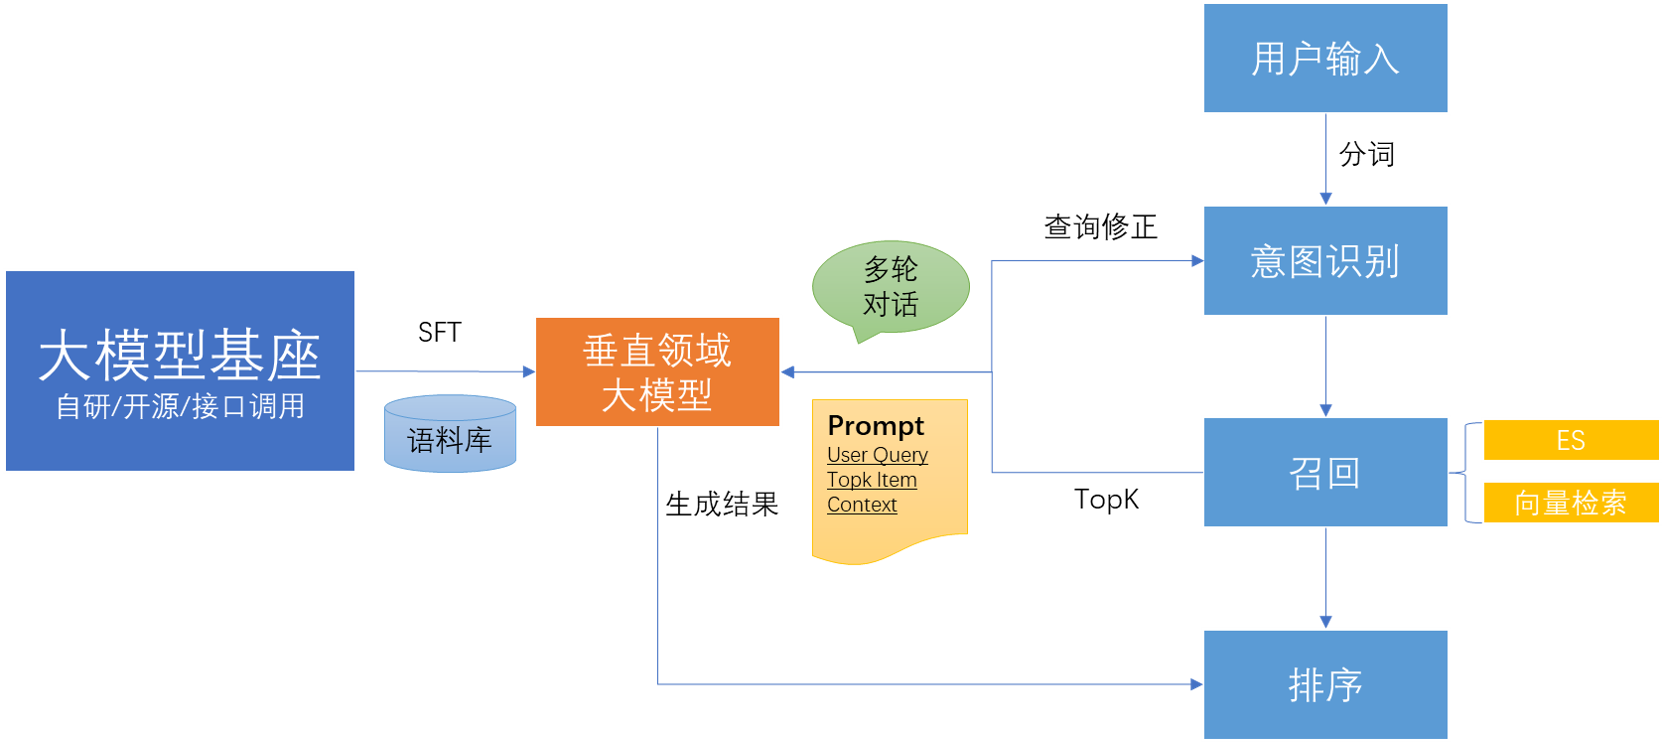 用户输入
分词
意图识别
查询修正
多轮
对话
大模型基座
自研/开源/接口调用
SFT
语料库
垂直领域
大模型
Prompt
User Query
Topk Item
Context
生成结果
TopK
召回
ES
向量检索
排序